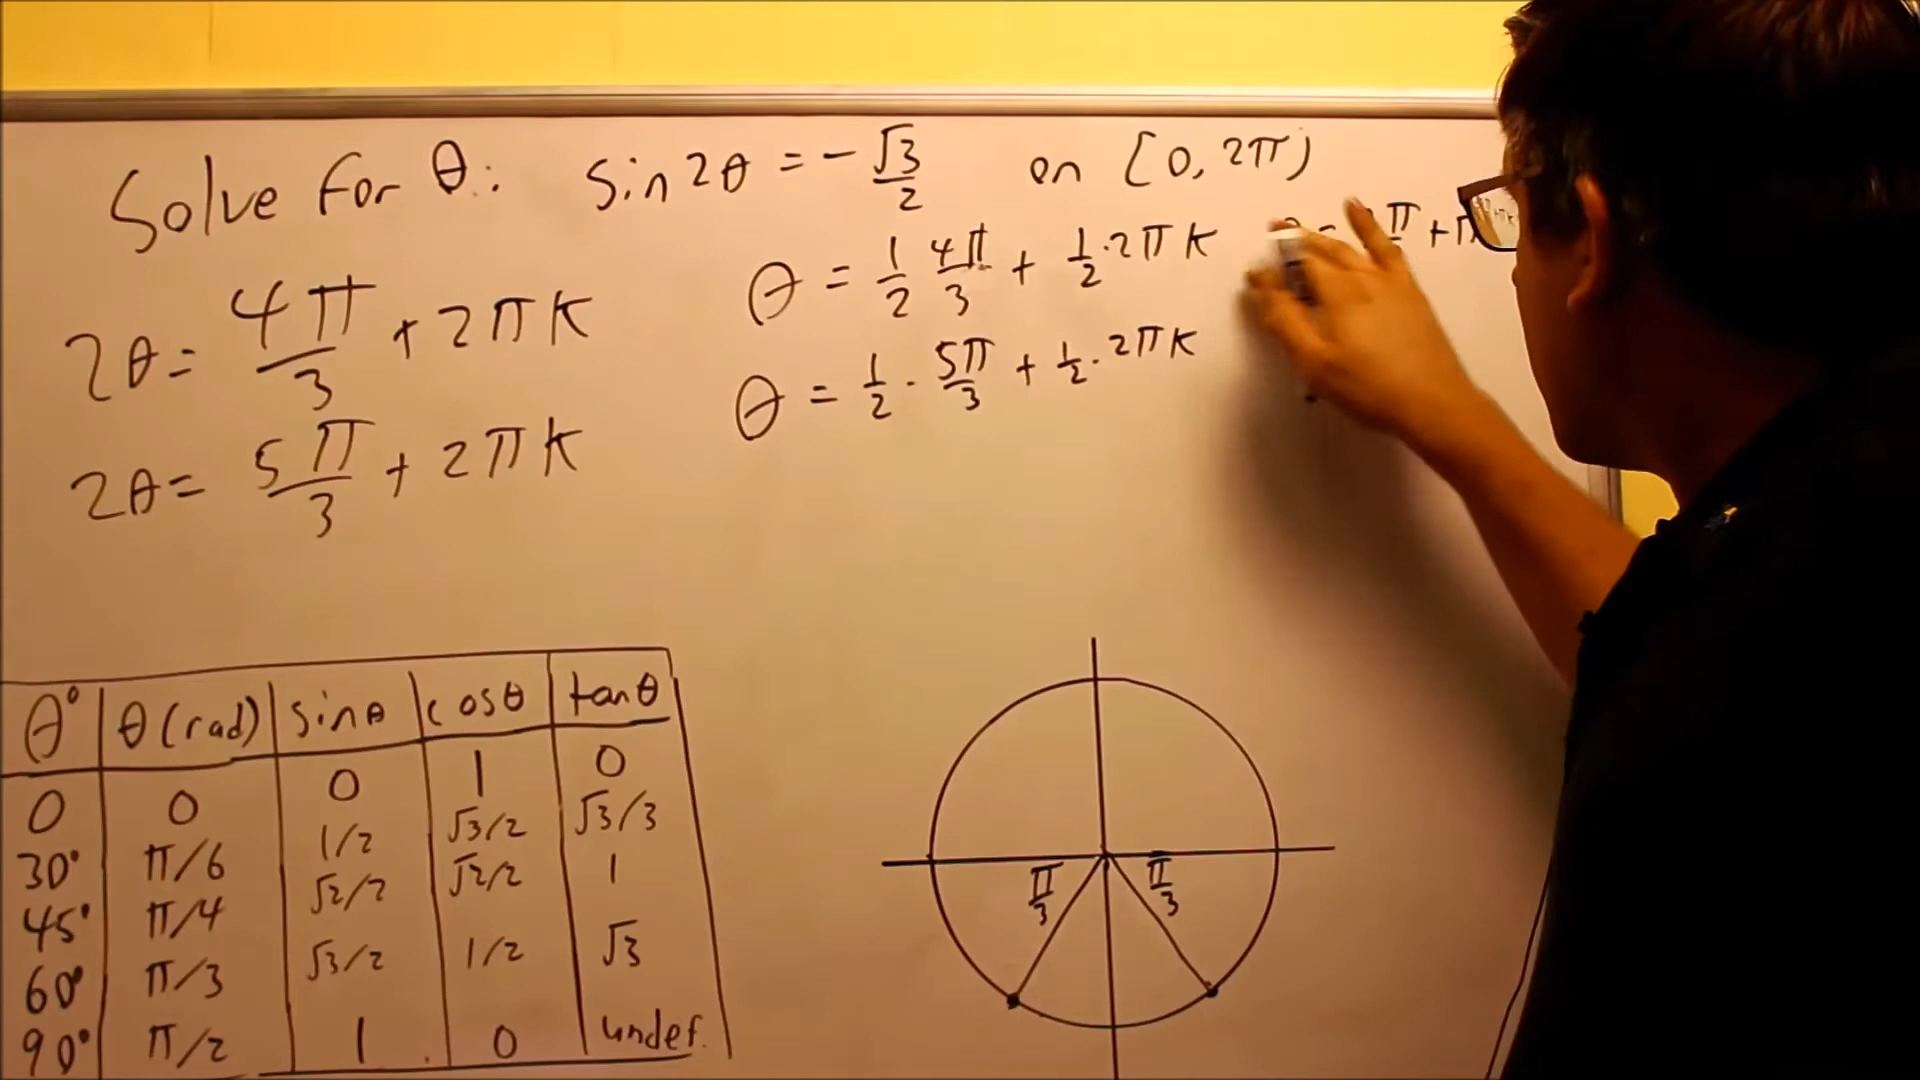 Solve for θ: sin 2θ = - √3/2 on [0, 2π)
2θ = 4π/3 + 2πk
2θ = 5π/3 + 2πk
θ = 1/2 4π/3 + 1/2 · 2πk
θ = 1/2 · 5π/3 + 1/2 · 2πk
θ° θ (rad) sin θ cos θ tan θ
0 0 0 1 0
30° π/6 1/2 √3/2 √3/3
45° π/4 √2/2 √2/2 1
60° π/3 √3/2 1/2 √3
90° π/2 1 0 undef.
π/3 π/3